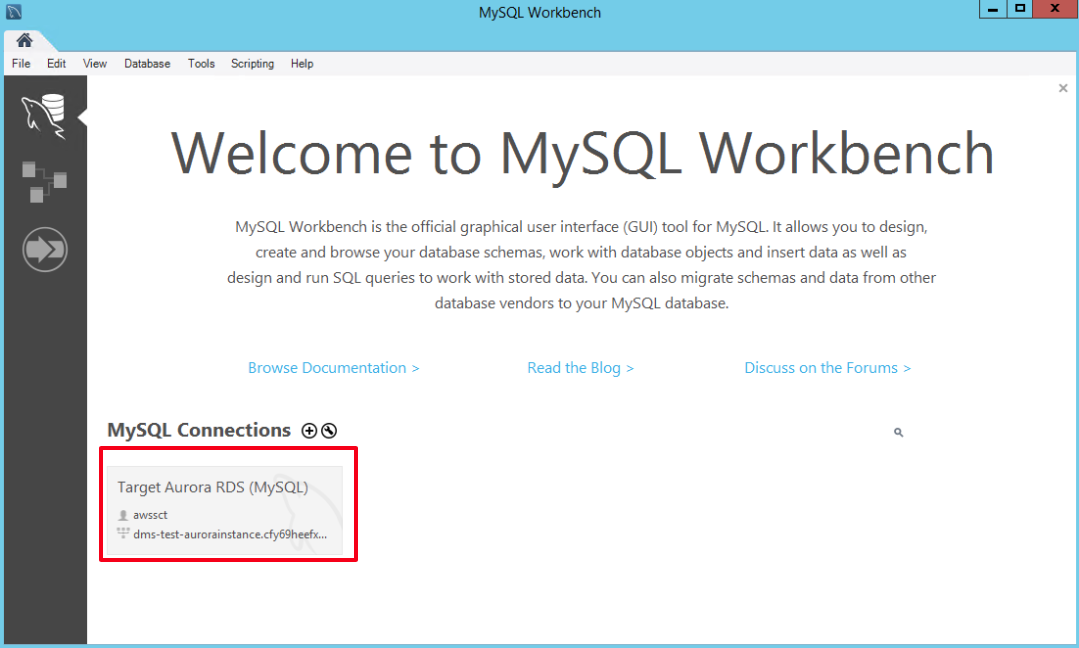 MySQL Workbench
File Edit View Database Tools Scripting Help
Welcome to MySQL Workbench
MySQL Workbench is the official graphical user interface (GUI) tool for MySQL. It allows you to design,
create and browse your database schemas, work with database objects and insert data as well as
design and run SQL queries to work with stored data. You can also migrate schemas and data from other
database vendors to your MySQL database.
Browse Documentation > Read the Blog > Discuss on the Forums >
MySQL Connections
Target Aurora RDS (MySQL)
awssct
dms-test-aurorainstance.cfy69heefx...